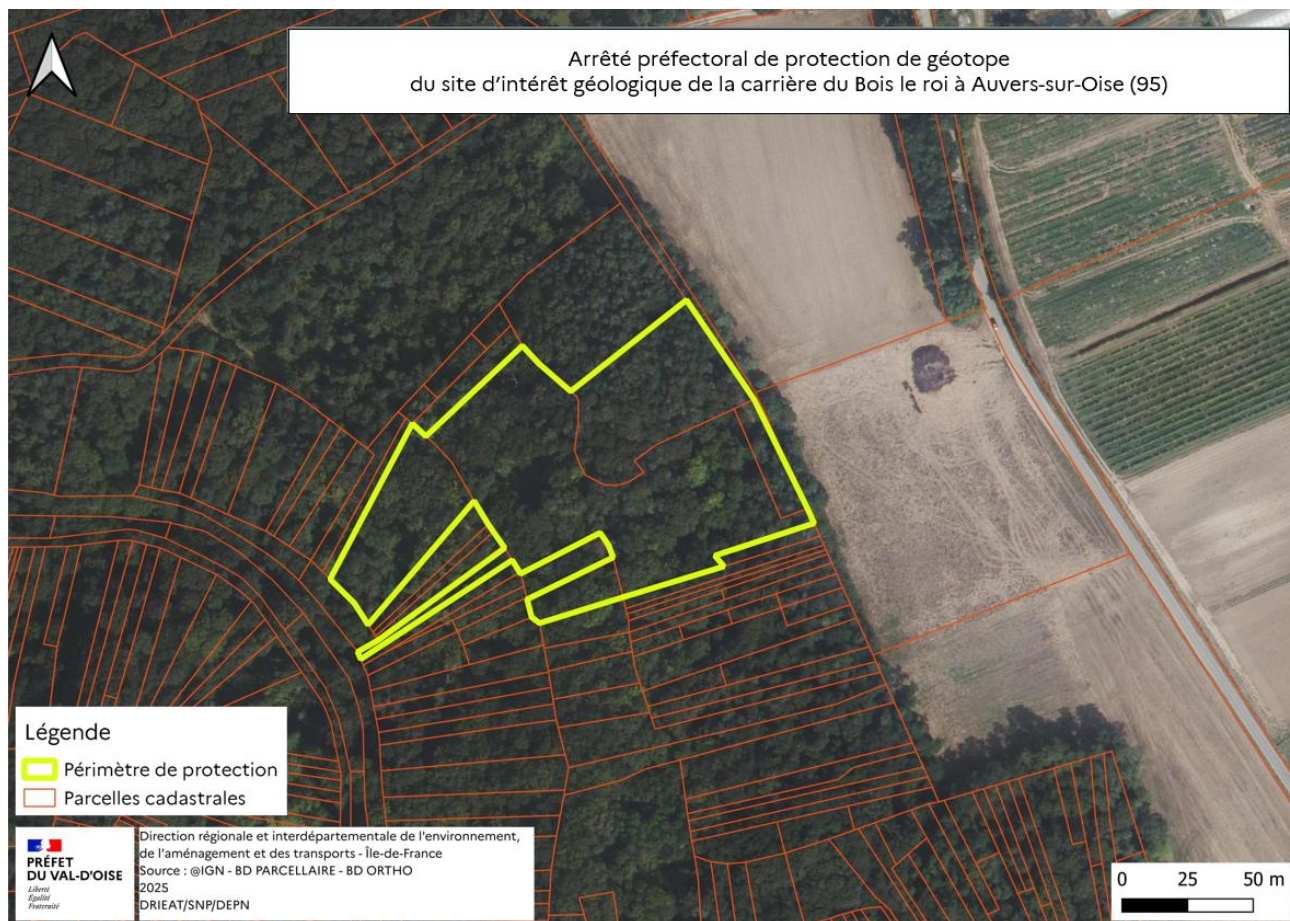 Arrêté préfectoral de protection de géotope
du site d'intérêt géologique de la carrière du Bois le roi à Auvers-sur-Oise (95)
Légende
Périmètre de protection
Parcelles cadastrales
PRÉFET
DU VAL-D'OISE
Liberté
Égalité
Fraternité
Direction régionale et interdépartementale de l'environnement,
de l'aménagement et des transports - Île-de-France
Source : @IGN - BD PARCELLAIRE - BD ORTHO
2025
DRIEAT/SNP/DEPN
0 25 50 m